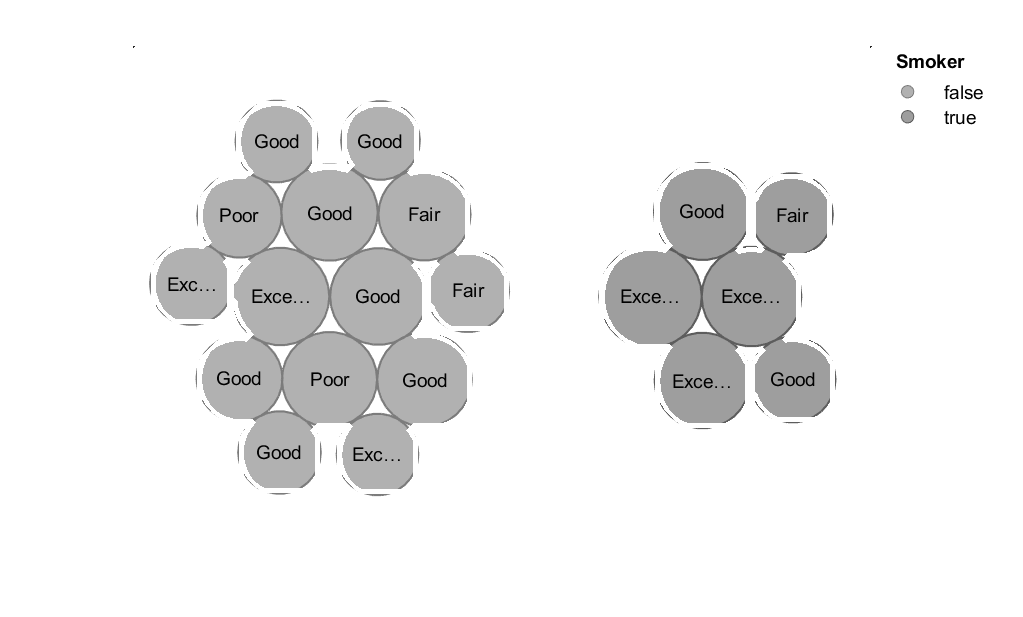 Smoker
false
true
Good Good
Poor Good Fair
Exc… Exce… Good Fair
Good Poor Good
Good Exc…
Good Fair
Exce… Exce…
Exce… Good